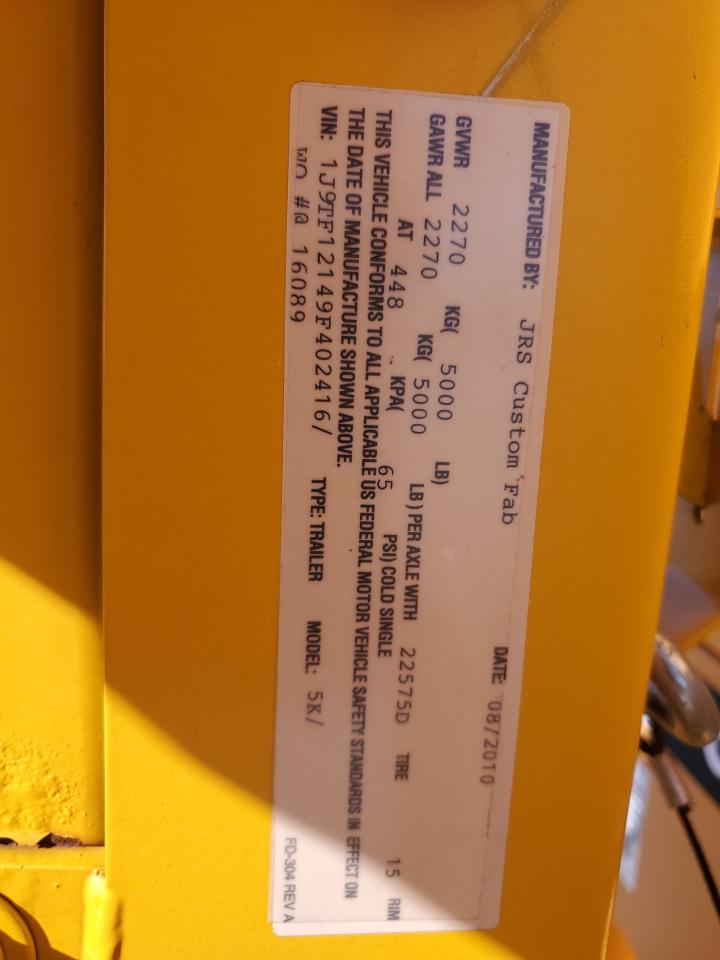 MANUFACTURED BY: JRS Custom Fab DATE: 08/2010
GVWR 2270 KG( 5000 LB)
GAWR ALL 2270 KG( 5000 LB) PER AXLE WITH 22575D TIRE 15 RIM
AT 448 KPA( 65 PSI) COLD SINGLE
THIS VEHICLE CONFORMS TO ALL APPLICABLE US FEDERAL MOTOR VEHICLE SAFETY STANDARDS IN EFFECT ON
THE DATE OF MANUFACTURE SHOWN ABOVE.
VIN: 1J9TF12149F402416/ TYPE: TRAILER MODEL: 5K/
WO #@ 16089 FD-304 REV A